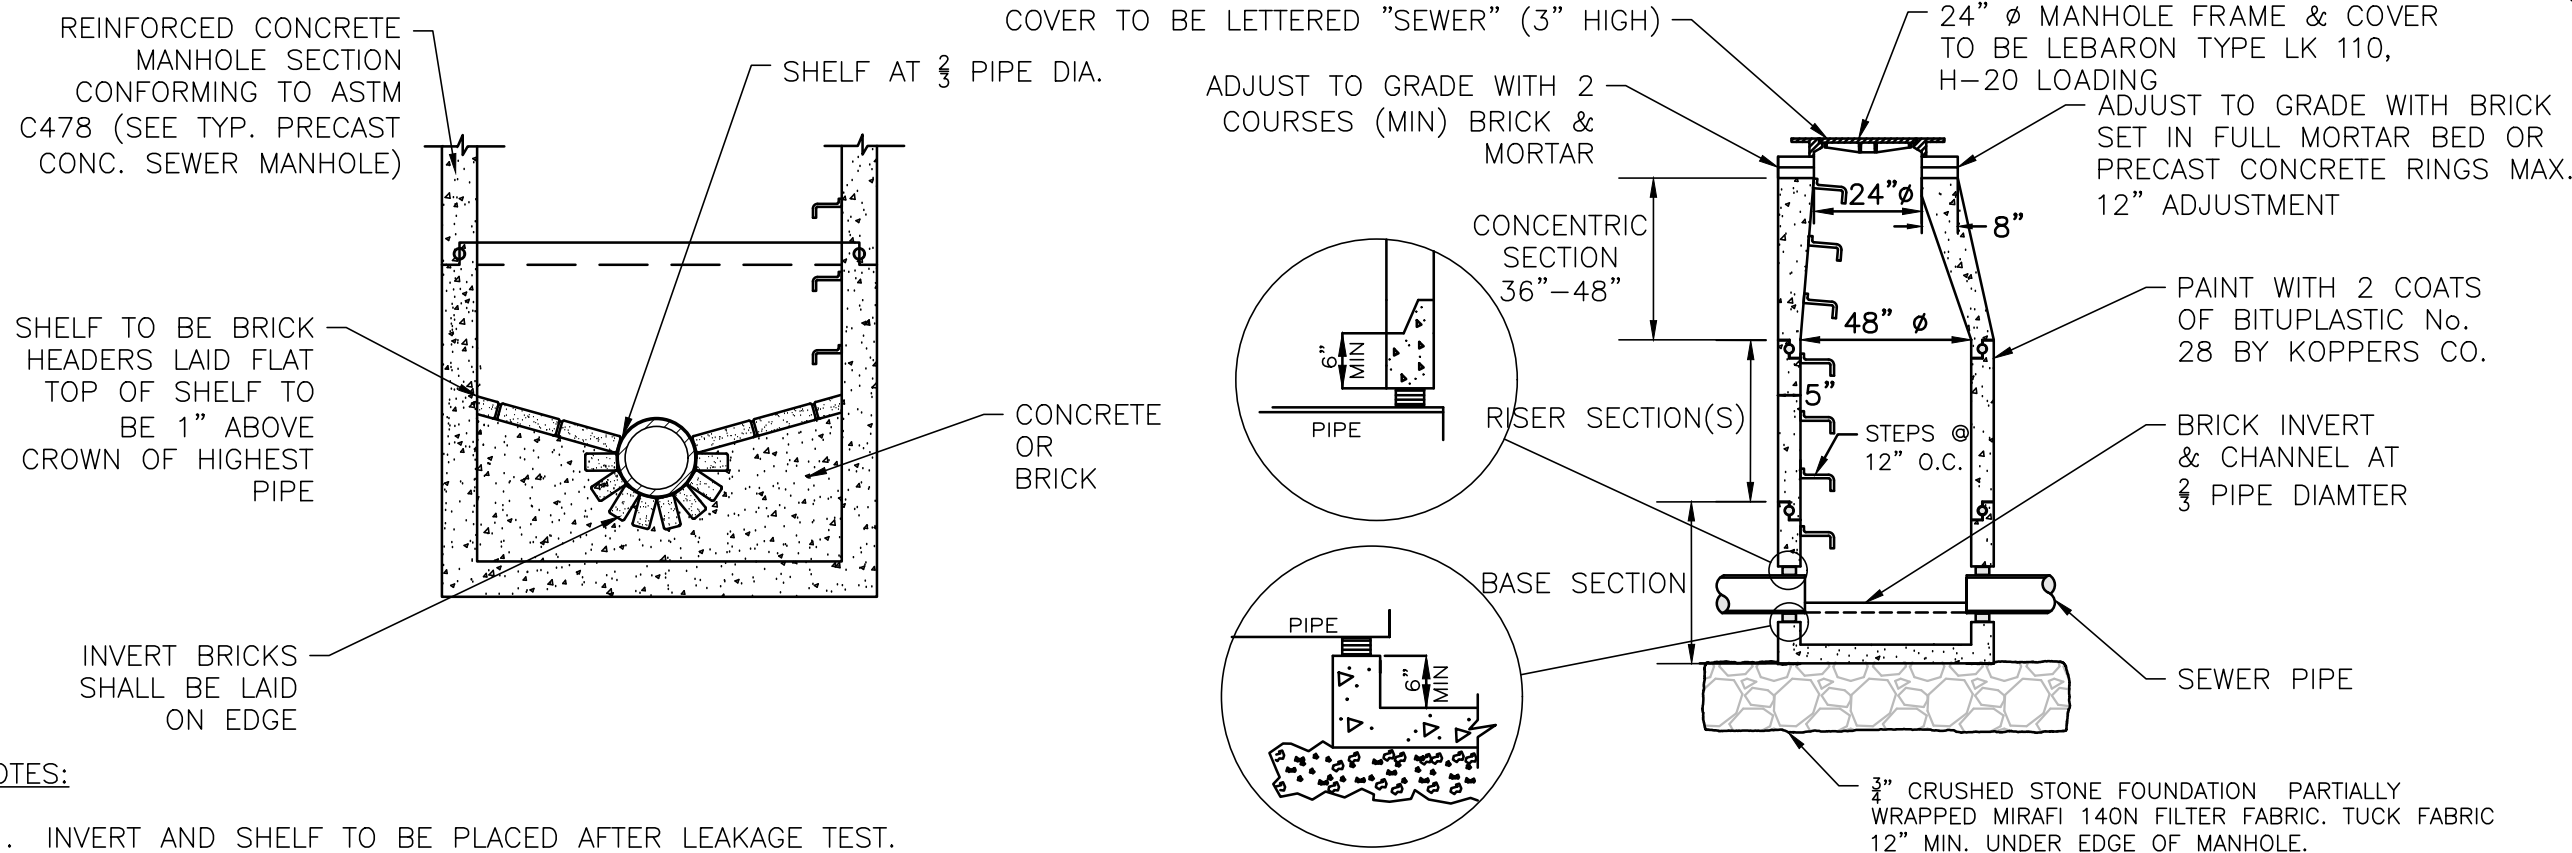 REINFORCED CONCRETE
MANHOLE SECTION
CONFORMING TO ASTM
C478 (SEE TYP. PRECAST
CONC. SEWER MANHOLE)
SHELF AT 2/3 PIPE DIA.
SHELF TO BE BRICK
HEADERS LAID FLAT
TOP OF SHELF TO
BE 1" ABOVE
CROWN OF HIGHEST
PIPE
CONCRETE
OR
BRICK
INVERT BRICKS
SHALL BE LAID
ON EDGE
OTES:
. INVERT AND SHELF TO BE PLACED AFTER LEAKAGE TEST.
COVER TO BE LETTERED "SEWER" (3" HIGH)
ADJUST TO GRADE WITH 2
COURSES (MIN) BRICK &
MORTAR
24" Ø MANHOLE FRAME & COVER
TO BE LEBARON TYPE LK 110,
H-20 LOADING
ADJUST TO GRADE WITH BRICK
SET IN FULL MORTAR BED OR
PRECAST CONCRETE RINGS MAX.
12" ADJUSTMENT
24"Ø
8"
CONCENTRIC
SECTION
36"-48"
48" Ø
PAINT WITH 2 COATS
OF BITUPLASTIC No.
28 BY KOPPERS CO.
6"
MIN
PIPE
5"
RISER SECTION(S)
STEPS @
12" O.C.
BRICK INVERT
& CHANNEL AT
2/3 PIPE DIAMTER
BASE SECTION
PIPE
6"
MIN
SEWER PIPE
3/4" CRUSHED STONE FOUNDATION PARTIALLY
WRAPPED MIRAFI 140N FILTER FABRIC. TUCK FABRIC
12" MIN. UNDER EDGE OF MANHOLE.